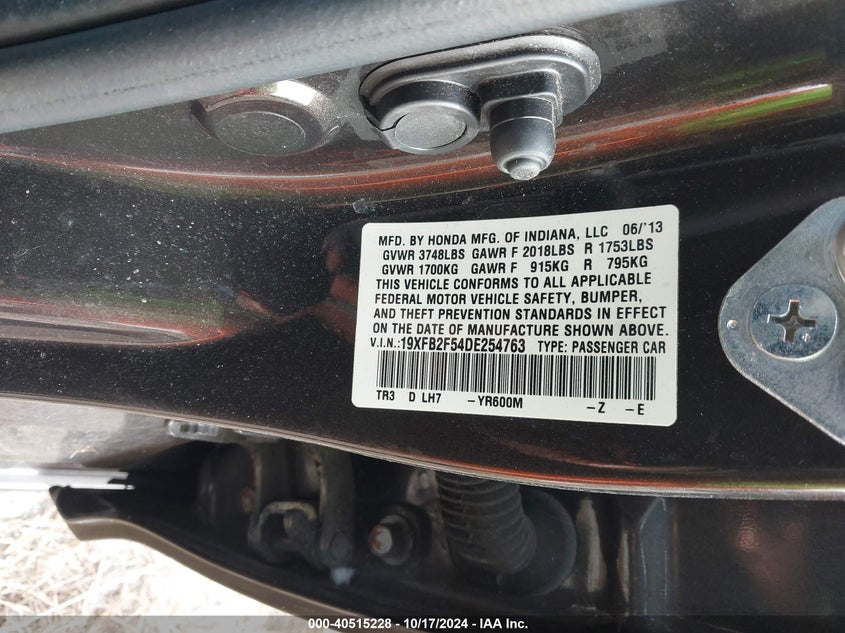 MFD. BY HONDA MFG. OF INDIANA, LLC 06/'13
GVWR 3748LBS GAWR F 2018LBS R 1753LBS
GVWR 1700KG GAWR F 915KG R 795KG
THIS VEHICLE CONFORMS TO ALL APPLICABLE
FEDERAL MOTOR VEHICLE SAFETY, BUMPER,
AND THEFT PREVENTION STANDARDS IN EFFECT
ON THE DATE OF MANUFACTURE SHOWN ABOVE.
V.I.N.:19XFB2F54DE254763 TYPE: PASSENGER CAR
TR3 D LH7 -YR600M -Z -E
000-40515228 - 10/17/2024 - IAA Inc.